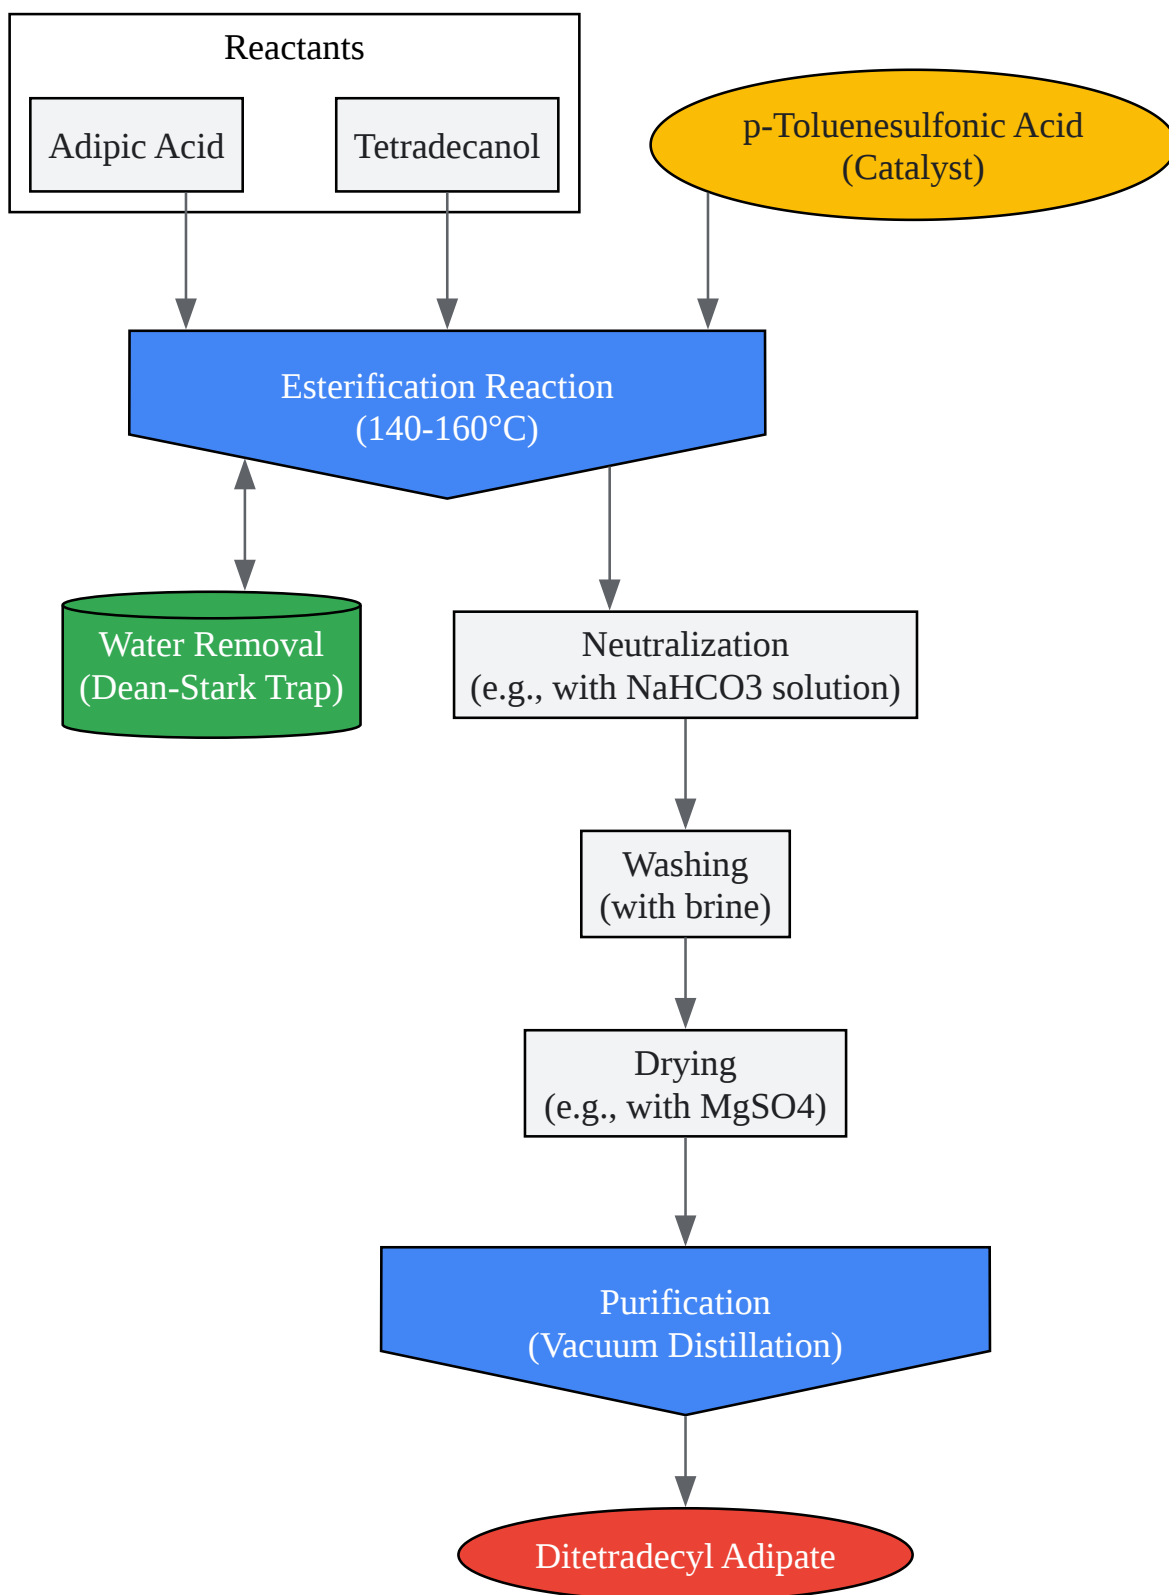 Reactants
Adipic Acid
Tetradecanol
p-Toluenesulfonic Acid
(Catalyst)
Esterification Reaction
(140-160°C)
Water Removal
(Dean-Stark Trap)
Neutralization
(e.g., with NaHCO3 solution)
Washing
(with brine)
Drying
(e.g., with MgSO4)
Purification
(Vacuum Distillation)
Ditetradecyl Adipate